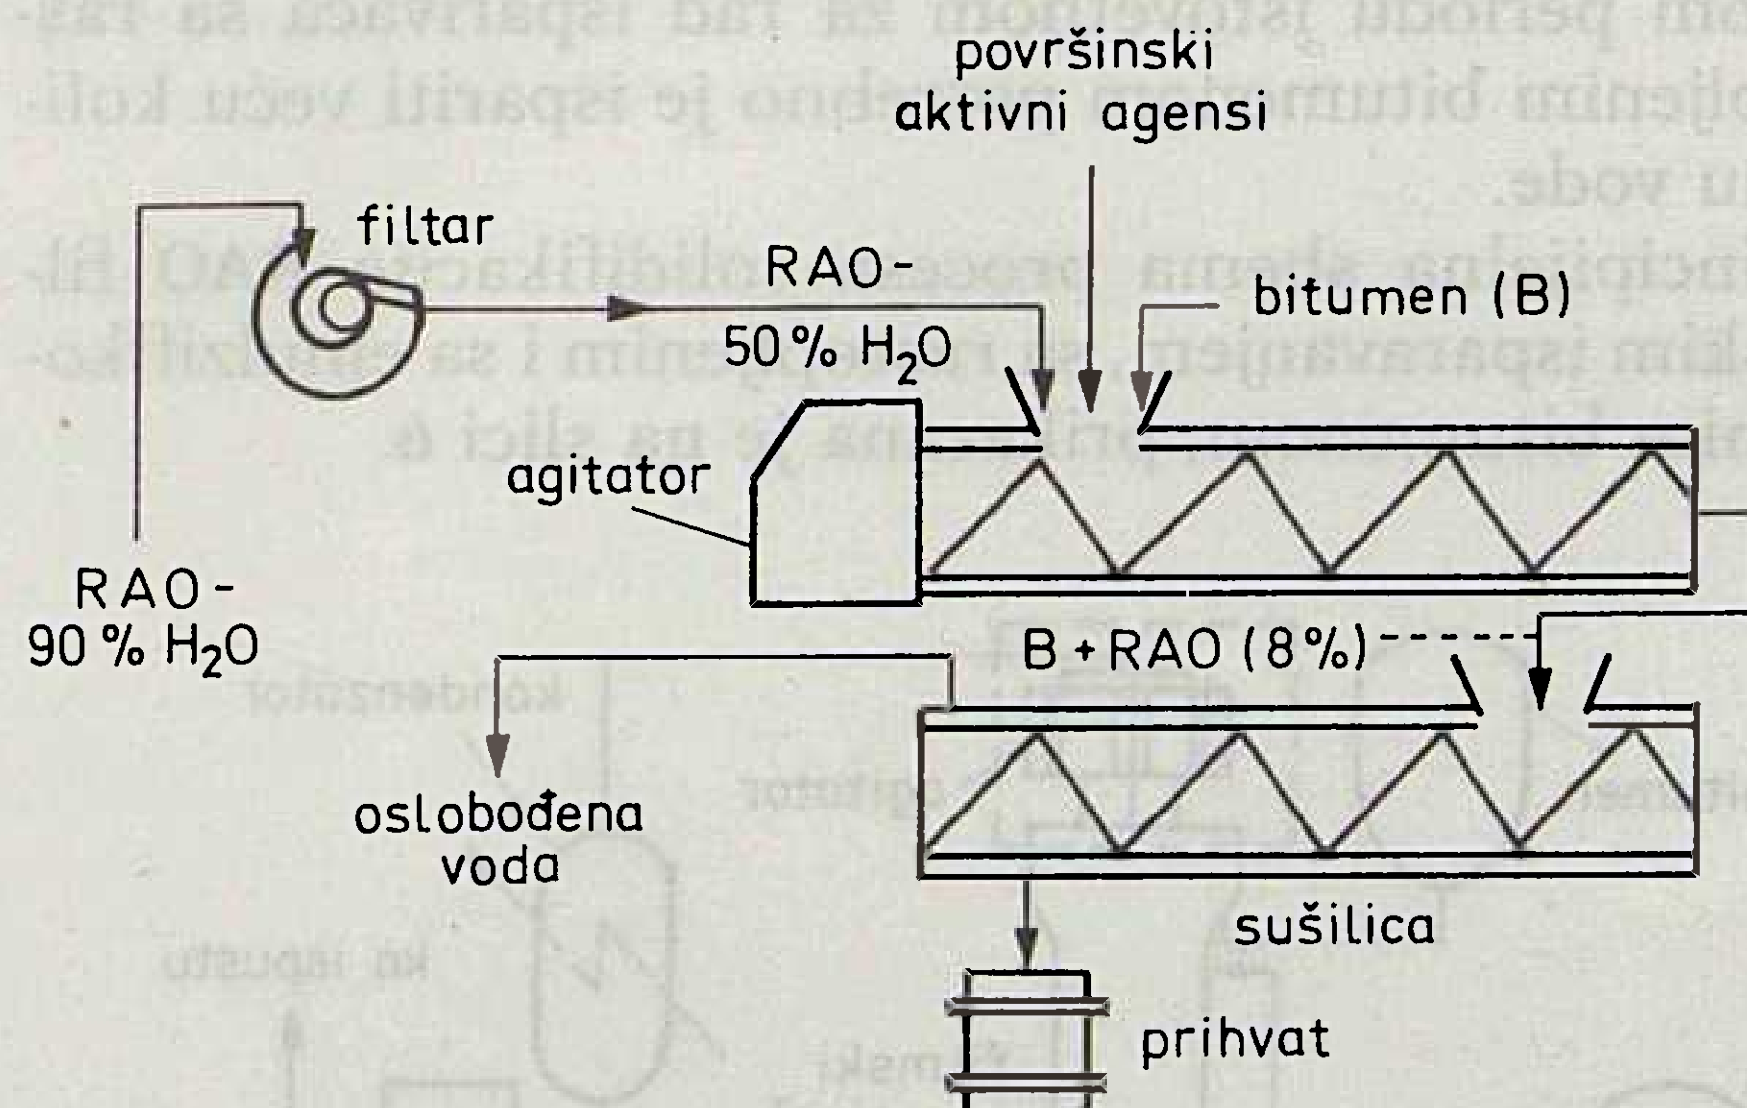 površinski
aktivni agensi
filtar
RAO-
50% H₂O
bitumen (B)
agitator
RAO-
90% H₂O
B + RAO (8%)
oslobođena
voda
sušilica
prihvat